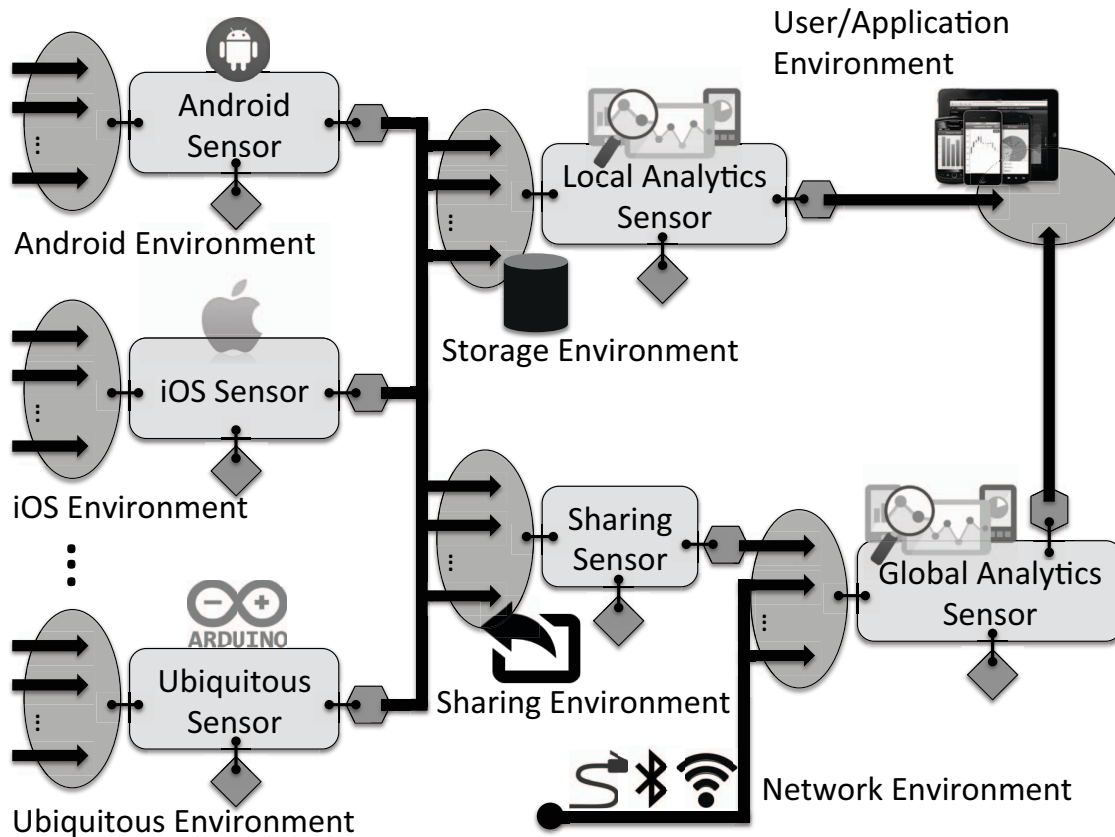 User/Application
Environment
Android
Sensor
...
Android Environment
Local Analytics
Sensor
...
Storage Environment
iOS Sensor
...
iOS Environment
...
Sharing
Sensor
...
Sharing Environment
Global Analytics
Sensor
...
Network Environment
ARDUINO
Ubiquitous
Sensor
...
Ubiquitous Environment